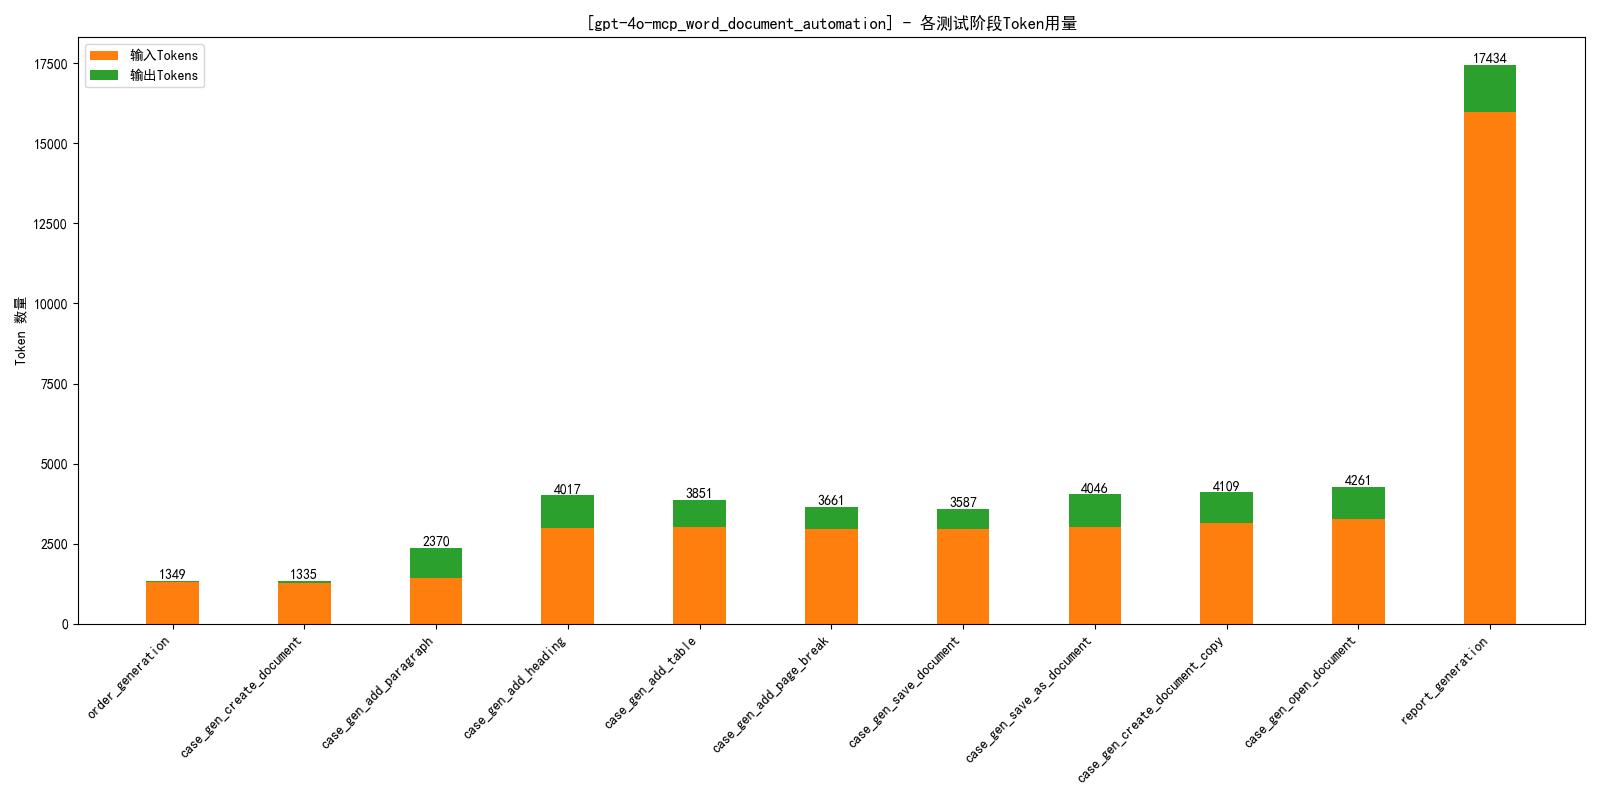 [gpt-4o-mcp_word_document_automation] - 各测试阶段Token用量
输入Tokens
输出Tokens
Token 数量
17500
15000
12500
10000
7500
5000
2500
0
1349
1335
2370
4017
3851
3661
3587
4046
4109
4261
17434
order_generation
case_gen_create_document
case_gen_add_paragraph
case_gen_add_heading
case_gen_add_table
case_gen_add_page_break
case_gen_save_document
case_gen_save_as_document
case_gen_create_document_copy
case_gen_open_document
report_generation